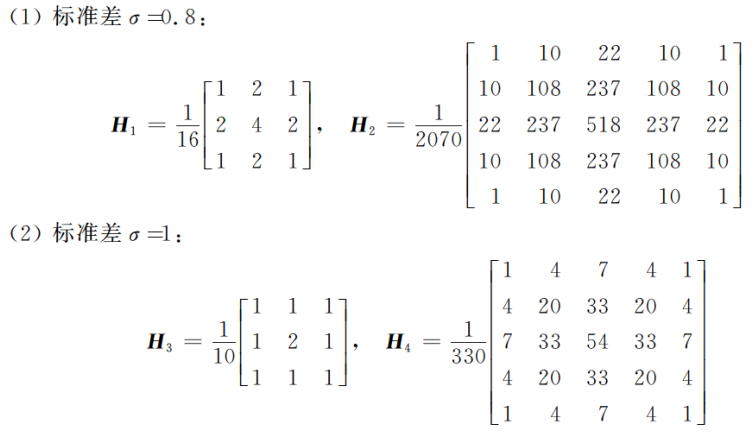 (1) 标准差 σ=0.8：
H₁ = 1/16 [1 2 1; 2 4 2; 1 2 1], H₂ = 1/2070 [1 10 22 10 1; 10 108 237 108 10; 22 237 518 237 22; 10 108 237 108 10; 1 10 22 10 1]
(2) 标准差 σ=1：
H₃ = 1/10 [1 1 1; 1 2 1; 1 1 1], H₄ = 1/330 [1 4 7 4 1; 4 20 33 20 4; 7 33 54 33 7; 4 20 33 20 4; 1 4 7 4 1]